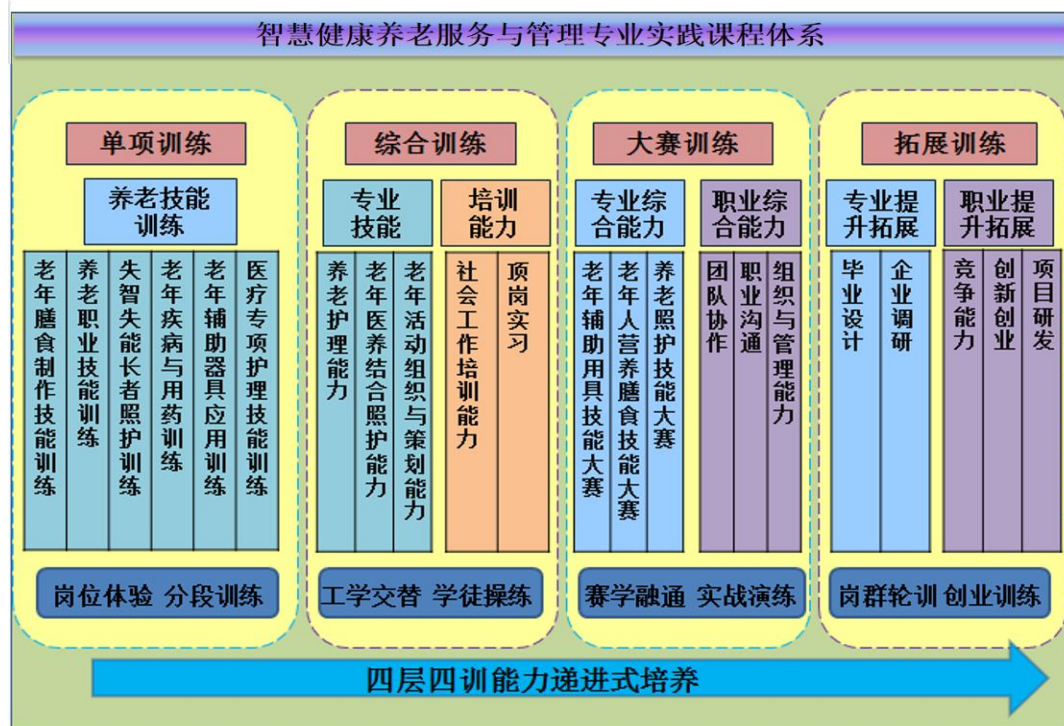 智慧健康养老服务与管理专业实践课程体系
单项训练
养老技能
训练
老年膳食制作技能训练
养老职业技能训练
失智失能长者照护训练
老年疾病与用药训练
老年辅助器具应用训练
医疗专项护理技能训练
岗位体验 分段训练
综合训练
专业
技能
养老护理能力
老年医养结合照护能力
老年活动组织与策划能力
培训
能力
社会工作培训能力
顶岗实习
工学交替 学徒操练
大赛训练
专业综
合能力
老年辅助用具技能大赛
老年人营养膳食技能大赛
养老照护技能大赛
职业综
合能力
团队协作
职业沟通
组织与管理能力
赛学融通 实战演练
拓展训练
专业提
升拓展
毕业设计
企业调研
职业提
升拓展
竞争能力
创新创业
项目研发
岗群轮训 创业训练
四层四训能力递进式培养